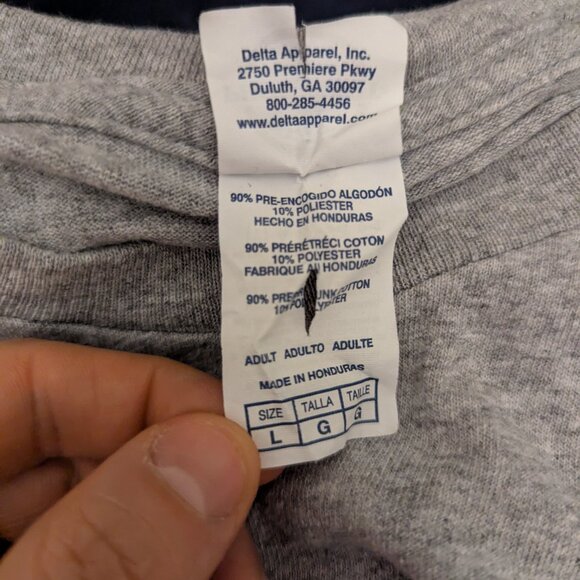 Delta Apparel, Inc.
2750 Premiere Pkwy
Duluth, GA 30097
800-285-4456
www.deltaapparel.com
90% PRE-ENCOGIDO ALGODÓN
10% POLIESTER
HECHO EN HONDURAS
90% PRÉRÉTRÉCI COTON
10% POLYESTER
FABRIQUE AU HONDURAS
90% COTTON
10%
ADULT ADULTO ADULTE
MADE IN HONDURAS
SIZE TALLA TAILLE
L G G